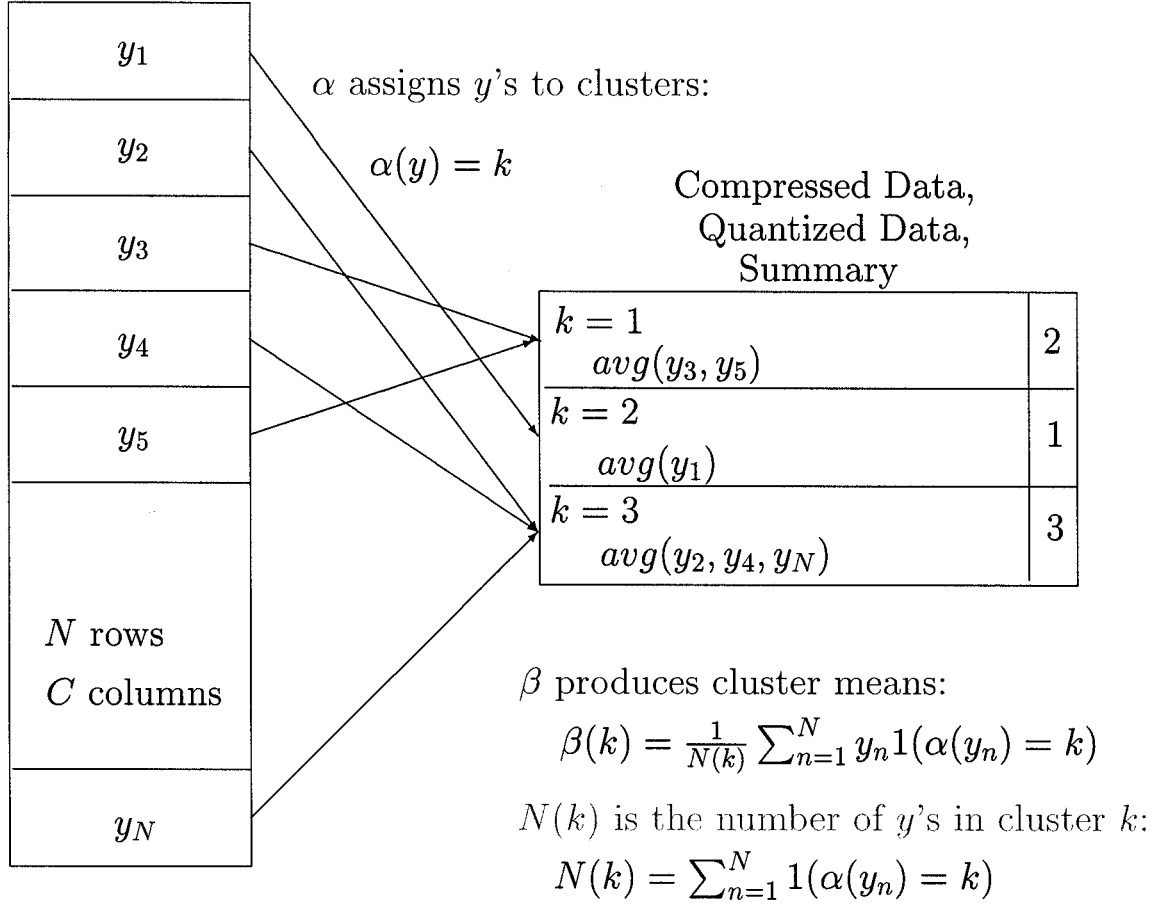 y₁
y₂
y₃
y₄
y₅
N rows
C columns
y_N
α assigns y's to clusters:
α(y) = k
Compressed Data,
Quantized Data,
Summary
k = 1
avg(y₃, y₅)
2
k = 2
avg(y₁)
1
k = 3
avg(y₂, y₄, y_N)
3
β produces cluster means:
β(k) = 1/N(k) ∑_{n=1}^{N} y_n 1(α(y_n) = k)
N(k) is the number of y's in cluster k:
N(k) = ∑_{n=1}^{N} 1(α(y_n) = k)